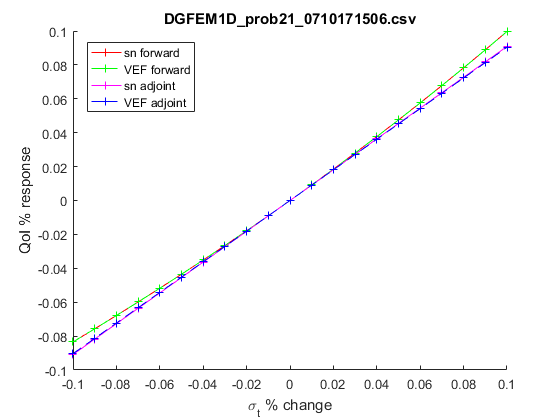 DGFEM1D_prob21_0710171506.csv
sn forward
VEF forward
sn adjoint
VEF adjoint
0.1
0.08
0.06
0.04
0.02
0
-0.02
-0.04
-0.06
-0.08
-0.1
QoI % response
-0.1 -0.08 -0.06 -0.04 -0.02 0 0.02 0.04 0.06 0.08 0.1
σt % change